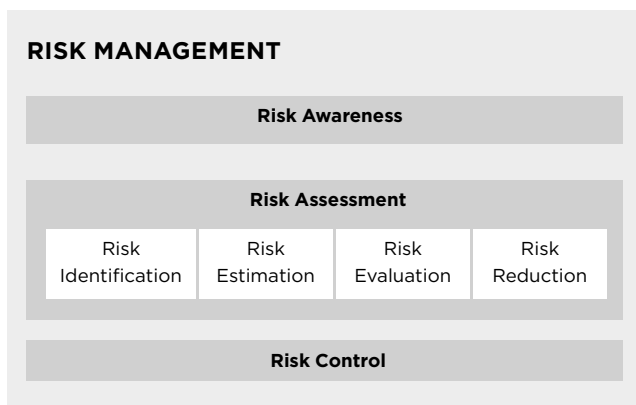 RISK MANAGEMENT
Risk Awareness
Risk Assessment
Risk
Identification
Risk
Estimation
Risk
Evaluation
Risk
Reduction
Risk Control